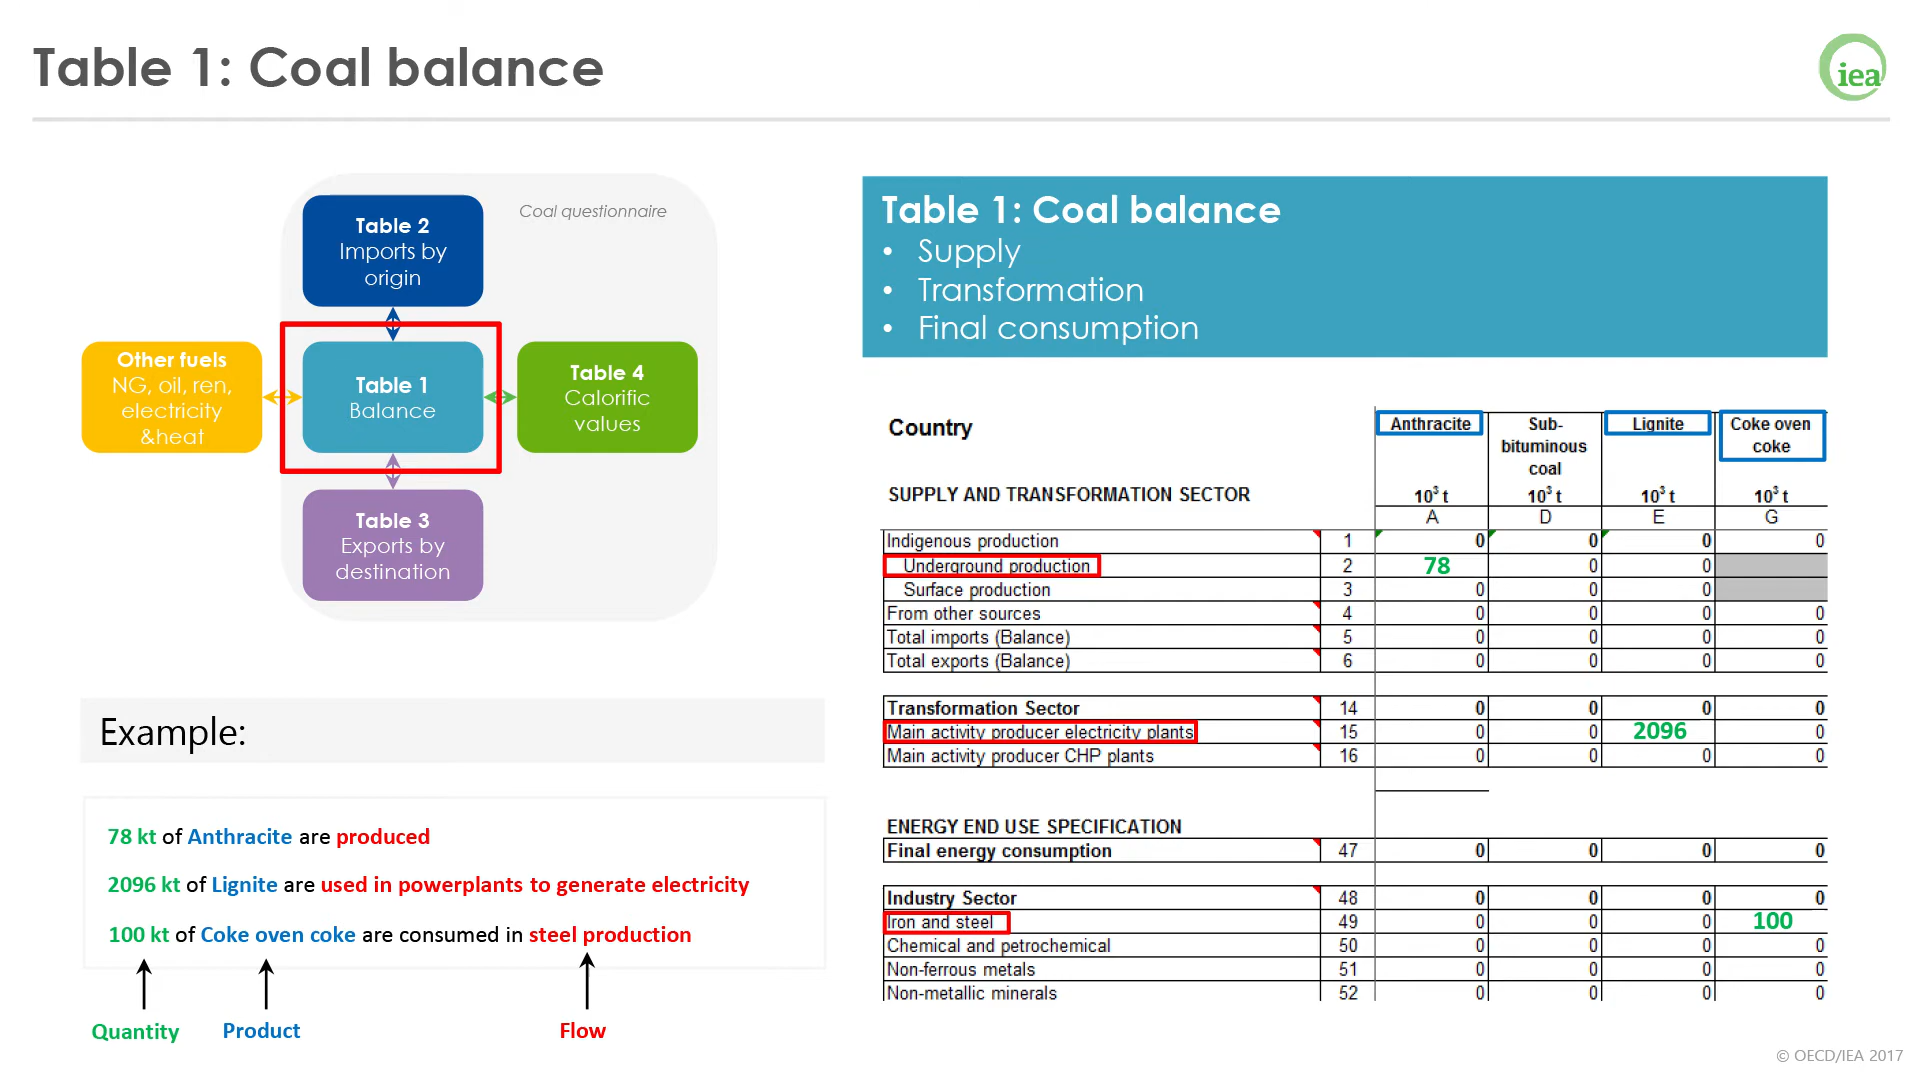 Table 1: Coal balance
iea
Coal questionnaire
Table 2
Imports by
origin
Other fuels
NG, oil, ren,
electricity
&heat
Table 1
Balance
Table 4
Calorific
values
Table 3
Exports by
destination
Table 1: Coal balance
• Supply
• Transformation
• Final consumption
Example:
78 kt of Anthracite are produced
2096 kt of Lignite are used in powerplants to generate electricity
100 kt of Coke oven coke are consumed in steel production
Quantity Product Flow
Country
Anthracite
Sub-
bituminous
coal
Lignite
Coke oven
coke
SUPPLY AND TRANSFORMATION SECTOR
10³ t 10³ t 10³ t 10³ t
A D E G
Indigenous production 1 0 0 0 0
Underground production 2 78 0 0
Surface production 3 0 0 0
From other sources 4 0 0 0 0
Total imports (Balance) 5 0 0 0 0
Total exports (Balance) 6 0 0 0 0
Transformation Sector 14 0 0 0 0
Main activity producer electricity plants 15 0 0 2096 0
Main activity producer CHP plants 16 0 0 0 0
ENERGY END USE SPECIFICATION
Final energy consumption 47 0 0 0 0
Industry Sector 48 0 0 0 0
Iron and steel 49 0 0 0 100
Chemical and petrochemical 50 0 0 0 0
Non-ferrous metals 51 0 0 0 0
Non-metallic minerals 52 0 0 0 0
© OECD/IEA 2017